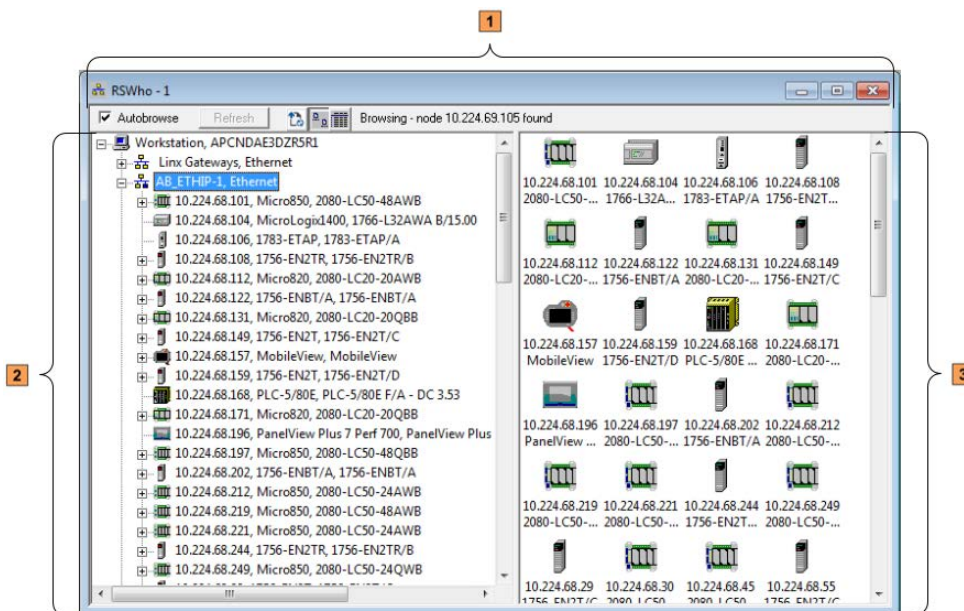 1
RSWho - 1
Autobrowse Refresh Browsing - node 10.224.69.105 found
2
Workstation, APCNDAE3DZR5R1
Linx Gateways, Ethernet
AB_ETHIP-1, Ethernet
10.224.68.101, Micro850, 2080-LC50-48AWB
10.224.68.104, MicroLogix1400, 1766-L32AWA B/15.00
10.224.68.106, 1783-ETAP, 1783-ETAP/A
10.224.68.108, 1756-EN2TR, 1756-EN2TR/B
10.224.68.112, Micro820, 2080-LC20-20AWB
10.224.68.122, 1756-ENBT/A, 1756-ENBT/A
10.224.68.131, Micro820, 2080-LC20-20QBB
10.224.68.149, 1756-EN2T, 1756-EN2T/C
10.224.68.157, MobileView, MobileView
10.224.68.159, 1756-EN2T, 1756-EN2T/D
10.224.68.168, PLC-5/80E, PLC-5/80E F/A - DC 3.53
10.224.68.171, Micro820, 2080-LC20-20QBB
10.224.68.196, PanelView Plus 7 Perf 700, PanelView Plus
10.224.68.197, Micro850, 2080-LC50-48QBB
10.224.68.202, 1756-ENBT/A, 1756-ENBT/A
10.224.68.212, Micro850, 2080-LC50-24AWB
10.224.68.219, Micro850, 2080-LC50-48AWB
10.224.68.221, Micro850, 2080-LC50-24AWB
10.224.68.244, 1756-EN2TR, 1756-EN2TR/B
10.224.68.249, Micro850, 2080-LC50-24QWB
10.224.68.101 10.224.68.104 10.224.68.106 10.224.68.108
2080-LC50-... 1766-L32A... 1783-ETAP/A 1756-EN2T...
10.224.68.112 10.224.68.122 10.224.68.131 10.224.68.149
2080-LC20-... 1756-ENBT/A 2080-LC20-... 1756-EN2T/C
10.224.68.157 10.224.68.159 10.224.68.168 10.224.68.171
MobileView 1756-EN2T/D PLC-5/80E ... 2080-LC20-...
10.224.68.196 10.224.68.197 10.224.68.202 10.224.68.212
PanelView ... 2080-LC50-... 1756-ENBT/A 2080-LC50-...
10.224.68.219 10.224.68.221 10.224.68.244 10.224.68.249
2080-LC50-... 2080-LC50-... 1756-EN2T... 2080-LC50-...
10.224.68.29 10.224.68.30 10.224.68.45 10.224.68.55
1756-EN2T/C 2080-LC50 2080-LC50 1756-EN2T/C
3